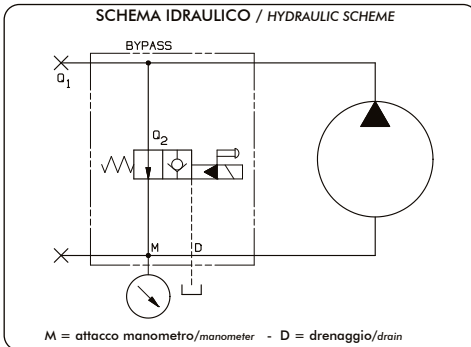 SCHEMA IDRAULICO / HYDRAULIC SCHEME
BYPASS
Q1
Q2
M D
M = attacco manometro/manometer - D = drenaggio/drain